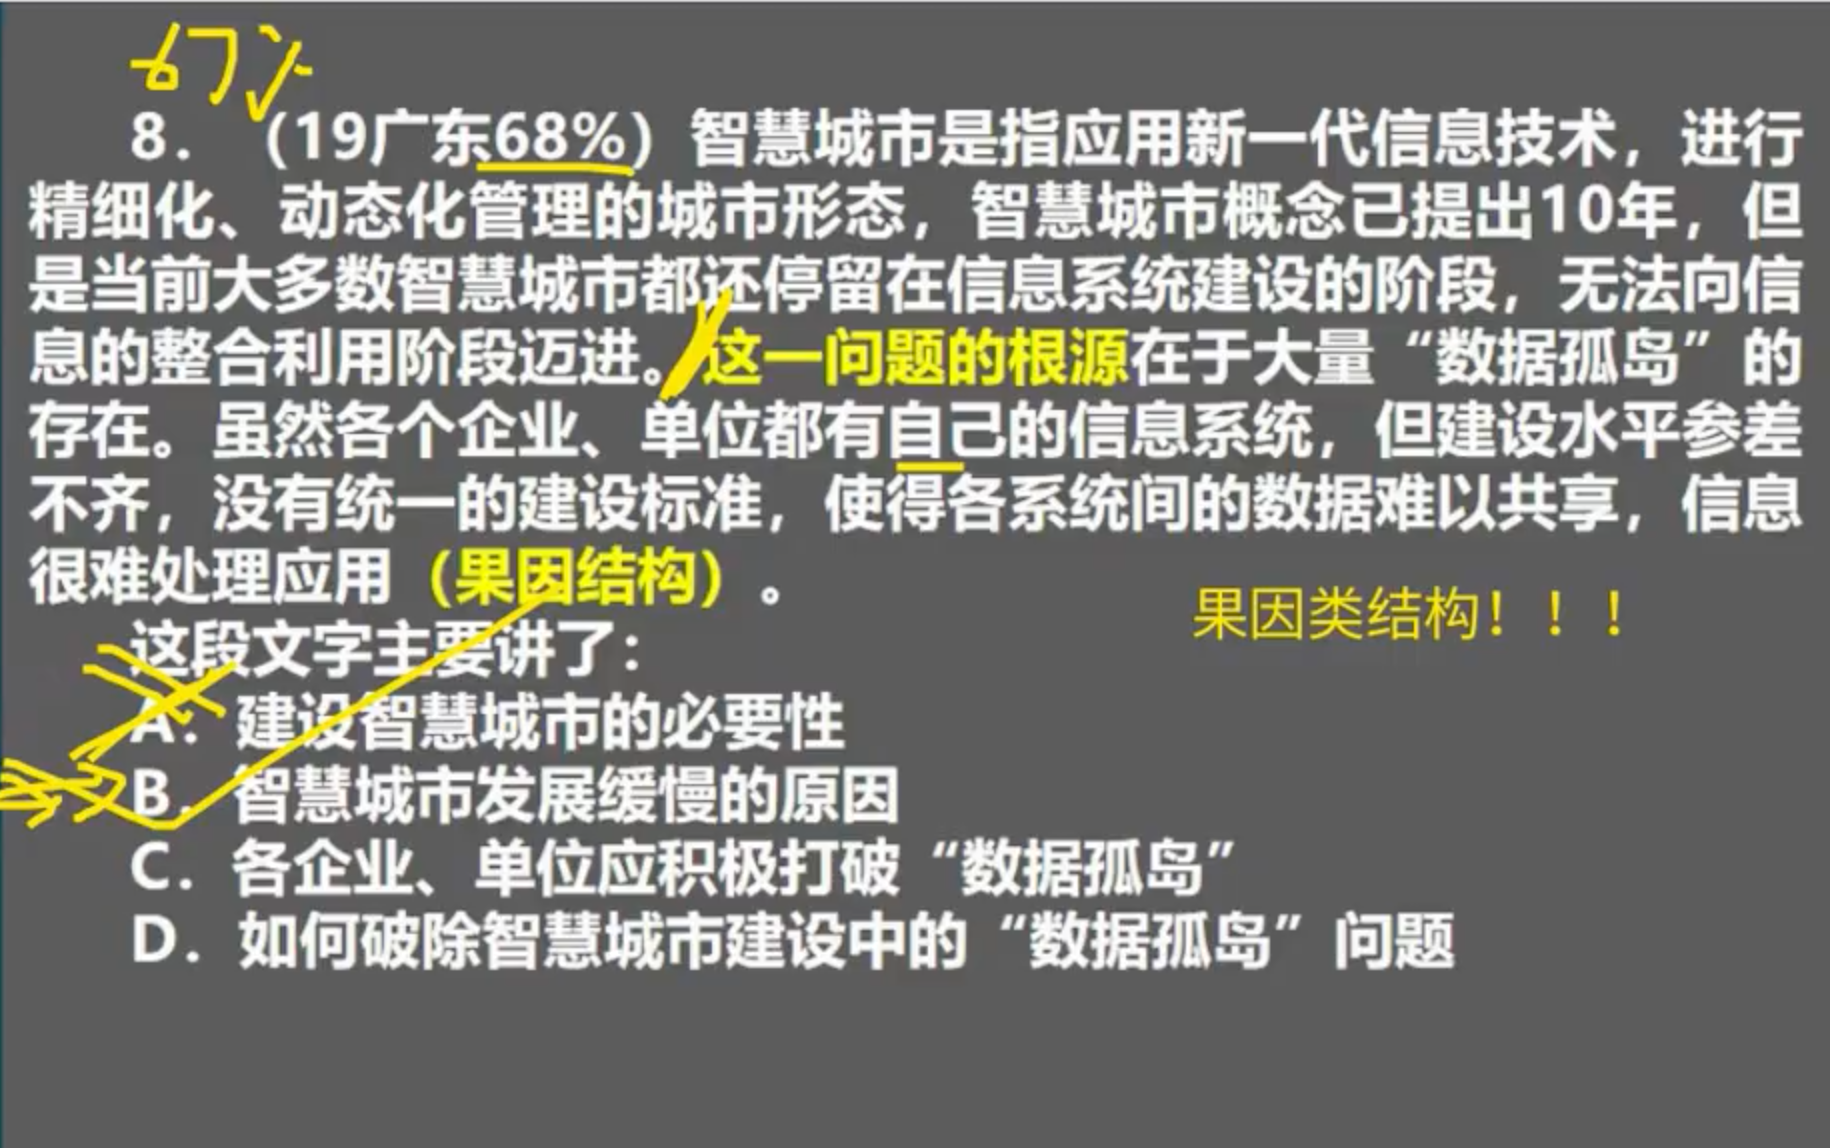 8. （19广东68%）智慧城市是指应用新一代信息技术，进行
精细化、动态化管理的城市形态，智慧城市概念已提出10年，但
是当前大多数智慧城市都还停留在信息系统建设的阶段，无法向信
息的整合利用阶段迈进。这一问题的根源在于大量“数据孤岛”的
存在。虽然各个企业、单位都有自己的信息系统，但建设水平参差
不齐，没有统一的建设标准，使得各系统间的数据难以共享，信息
很难处理应用（果因结构）。
果因类结构！！！
这段文字主要讲了：
A. 建设智慧城市的必要性
B. 智慧城市发展缓慢的原因
C. 各企业、单位应积极打破“数据孤岛”
D. 如何破除智慧城市建设中的“数据孤岛”问题